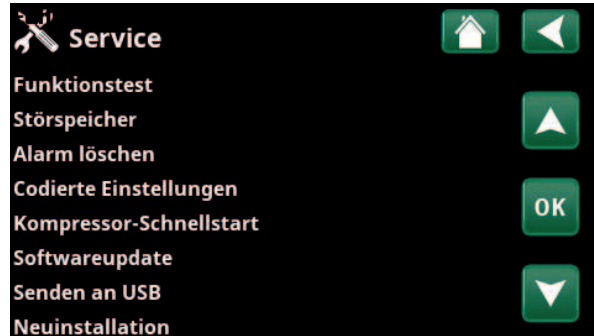 Service
Funktionstest
Störspeicher
Alarm löschen
Codierte Einstellungen
Kompressor-Schnellstart
OK
Softwareupdate
Senden an USB
Neuinstallation